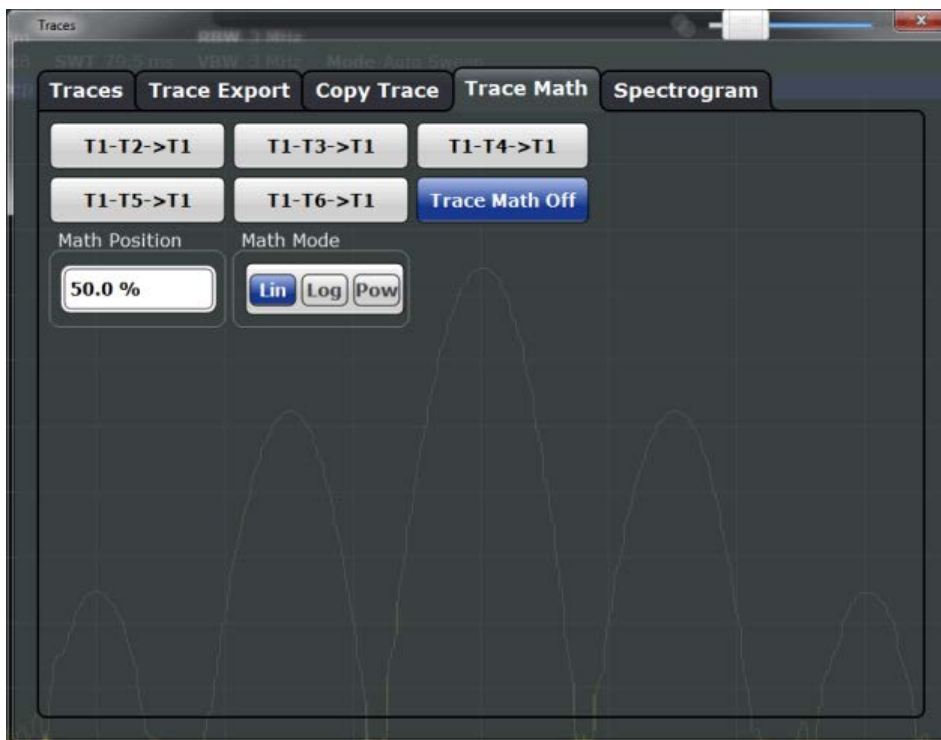 Traces
RBW 3 MHz
SWT 79.5 ms VBW 3 MHz Mode Auto Sweep
Traces Trace Export Copy Trace Trace Math Spectrogram
T1-T2->T1 T1-T3->T1 T1-T4->T1
T1-T5->T1 T1-T6->T1 Trace Math Off
Math Position Math Mode
50.0 % Lin Log Pow